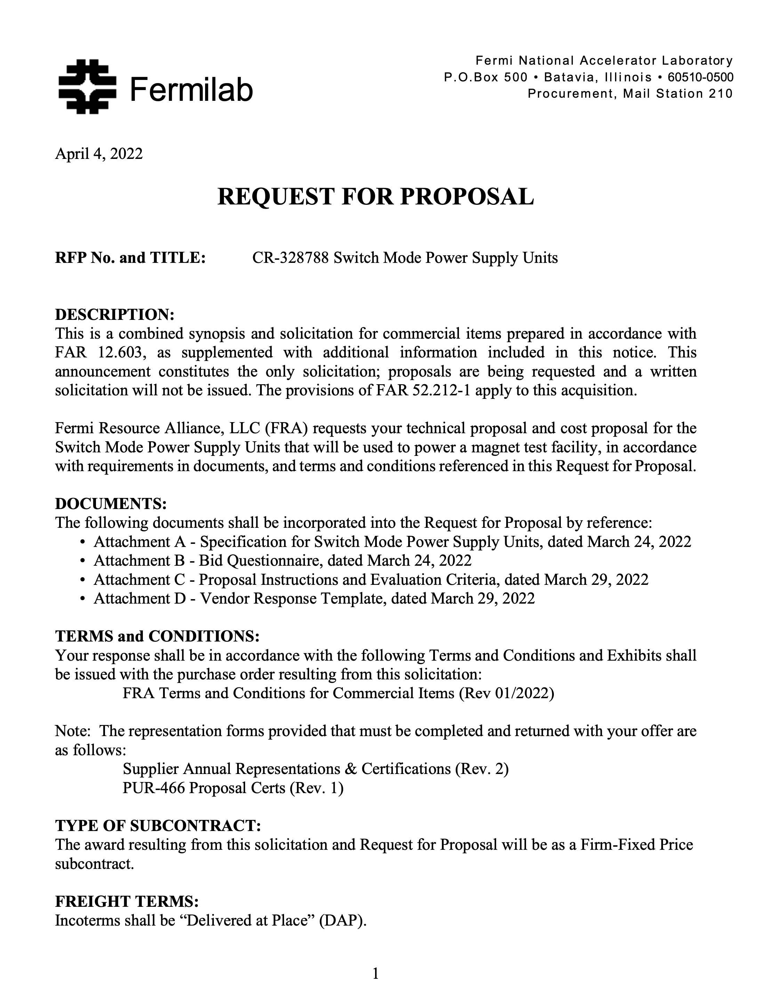 Fermilab
Fermi National Accelerator Laboratory
P.O.Box 500 • Batavia, Illinois • 60510-0500
Procurement, Mail Station 210
April 4, 2022
REQUEST FOR PROPOSAL
RFP No. and TITLE: CR-328788 Switch Mode Power Supply Units
DESCRIPTION:
This is a combined synopsis and solicitation for commercial items prepared in accordance with
FAR 12.603, as supplemented with additional information included in this notice. This
announcement constitutes the only solicitation; proposals are being requested and a written
solicitation will not be issued. The provisions of FAR 52.212-1 apply to this acquisition.
Fermi Resource Alliance, LLC (FRA) requests your technical proposal and cost proposal for the
Switch Mode Power Supply Units that will be used to power a magnet test facility, in accordance
with requirements in documents, and terms and conditions referenced in this Request for Proposal.
DOCUMENTS:
The following documents shall be incorporated into the Request for Proposal by reference:
• Attachment A - Specification for Switch Mode Power Supply Units, dated March 24, 2022
• Attachment B - Bid Questionnaire, dated March 24, 2022
• Attachment C - Proposal Instructions and Evaluation Criteria, dated March 29, 2022
• Attachment D - Vendor Response Template, dated March 29, 2022
TERMS and CONDITIONS:
Your response shall be in accordance with the following Terms and Conditions and Exhibits shall
be issued with the purchase order resulting from this solicitation:
FRA Terms and Conditions for Commercial Items (Rev 01/2022)
Note: The representation forms provided that must be completed and returned with your offer are
as follows:
Supplier Annual Representations & Certifications (Rev. 2)
PUR-466 Proposal Certs (Rev. 1)
TYPE OF SUBCONTRACT:
The award resulting from this solicitation and Request for Proposal will be as a Firm-Fixed Price
subcontract.
FREIGHT TERMS:
Incoterms shall be “Delivered at Place” (DAP).
1